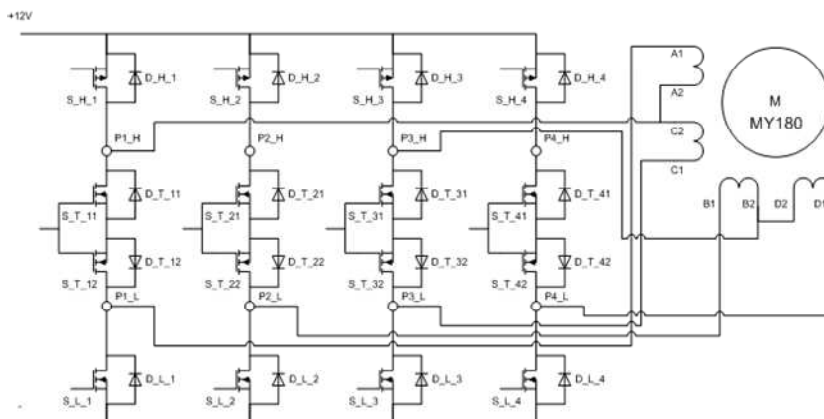 +12V
A1
D_H_1 D_H_2 D_H_3 D_H_4
S_H_1 S_H_2 S_H_3 S_H_4
A2
M
MY180
P1_H P2_H P3_H P4_H
C2
C1
D_T_11 D_T_21 D_T_31 D_T_41
S_T_11 S_T_21 S_T_31 S_T_41
B1 B2 D2 D1
D_T_12 D_T_22 D_T_32 D_T_42
S_T_12 S_T_22 S_T_32 S_T_42
P1_L P2_L P3_L P4_L
D_L_1 D_L_2 D_L_3 D_L_4
S_L_1 S_L_2 S_L_3 S_L_4